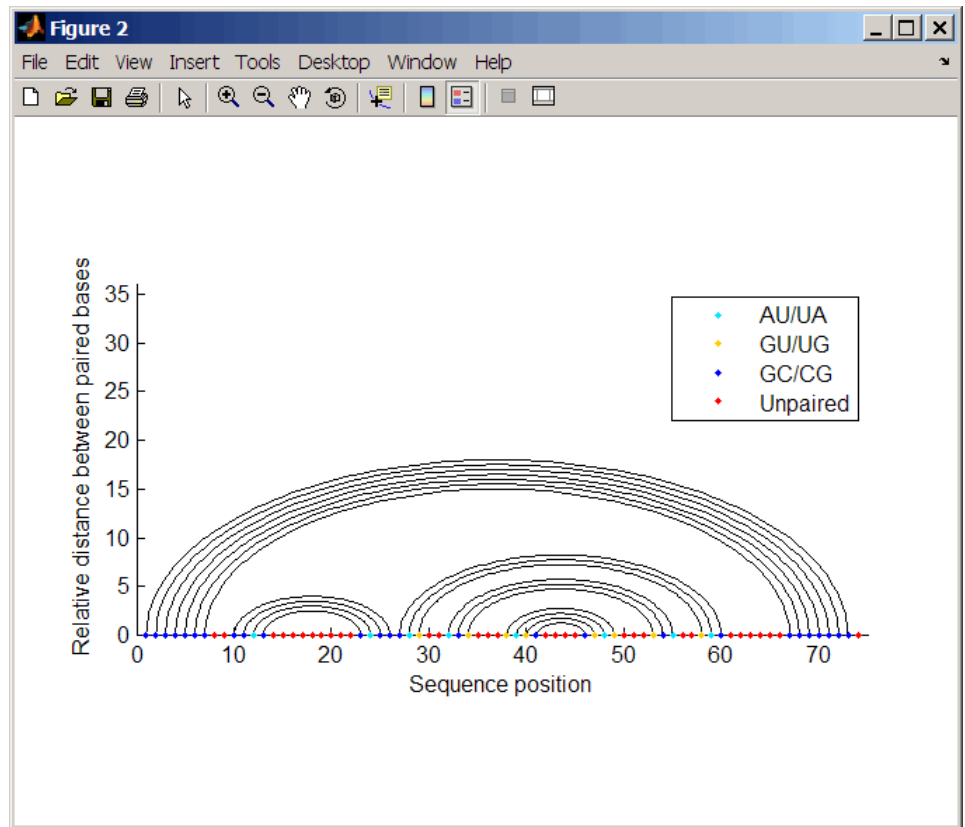 Figure 2
File Edit View Insert Tools Desktop Window Help
Relative distance between paired bases
35
30
25
20
15
10
5
0
AU/UA
GU/UG
GC/CG
Unpaired
0 10 20 30 40 50 60 70
Sequence position